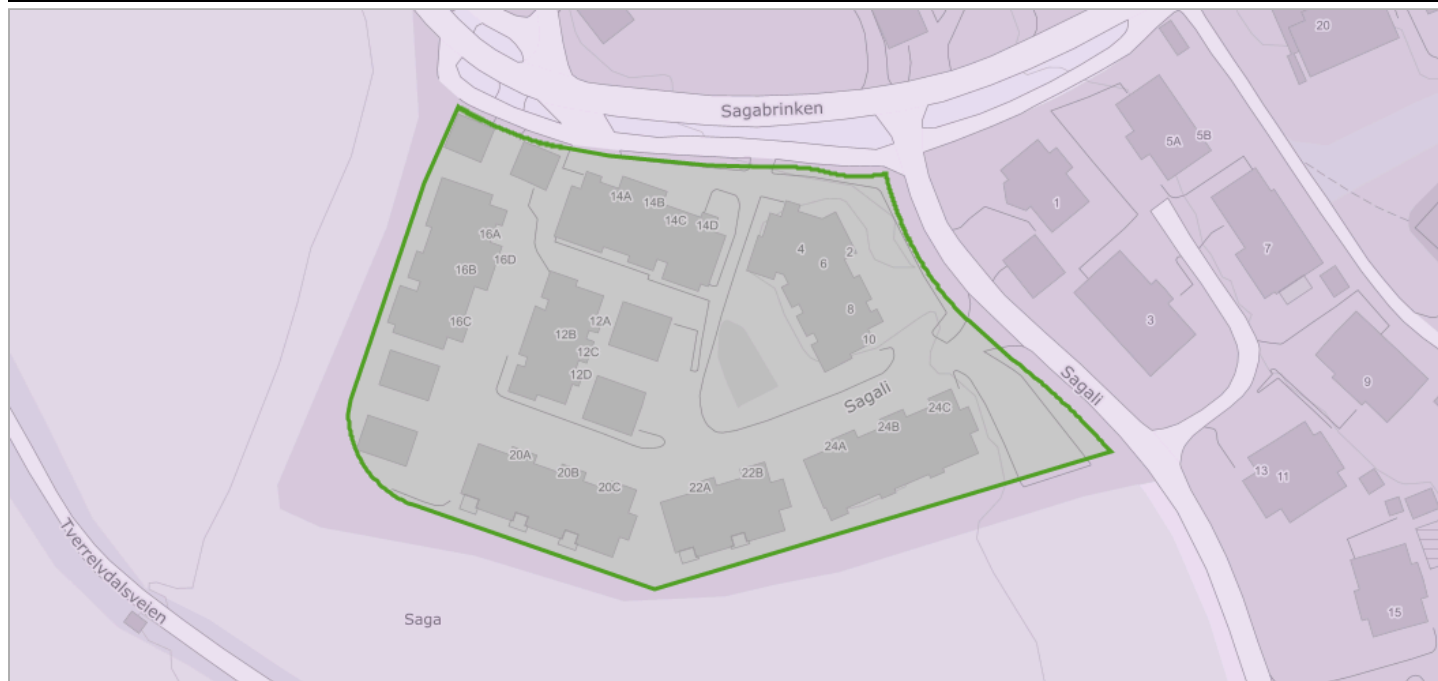 20
Sagabrinken
5A
5B
14A
14B
14C
14D
1
16A
4
2
6
7
16D
16B
8
3
16C
12A
12B
10
12C
12D
Sagali
Sagali
9
24C
24B
24A
20A
20B
22B
13
11
20C
22A
Tverrelvdalsveien
15
Saga